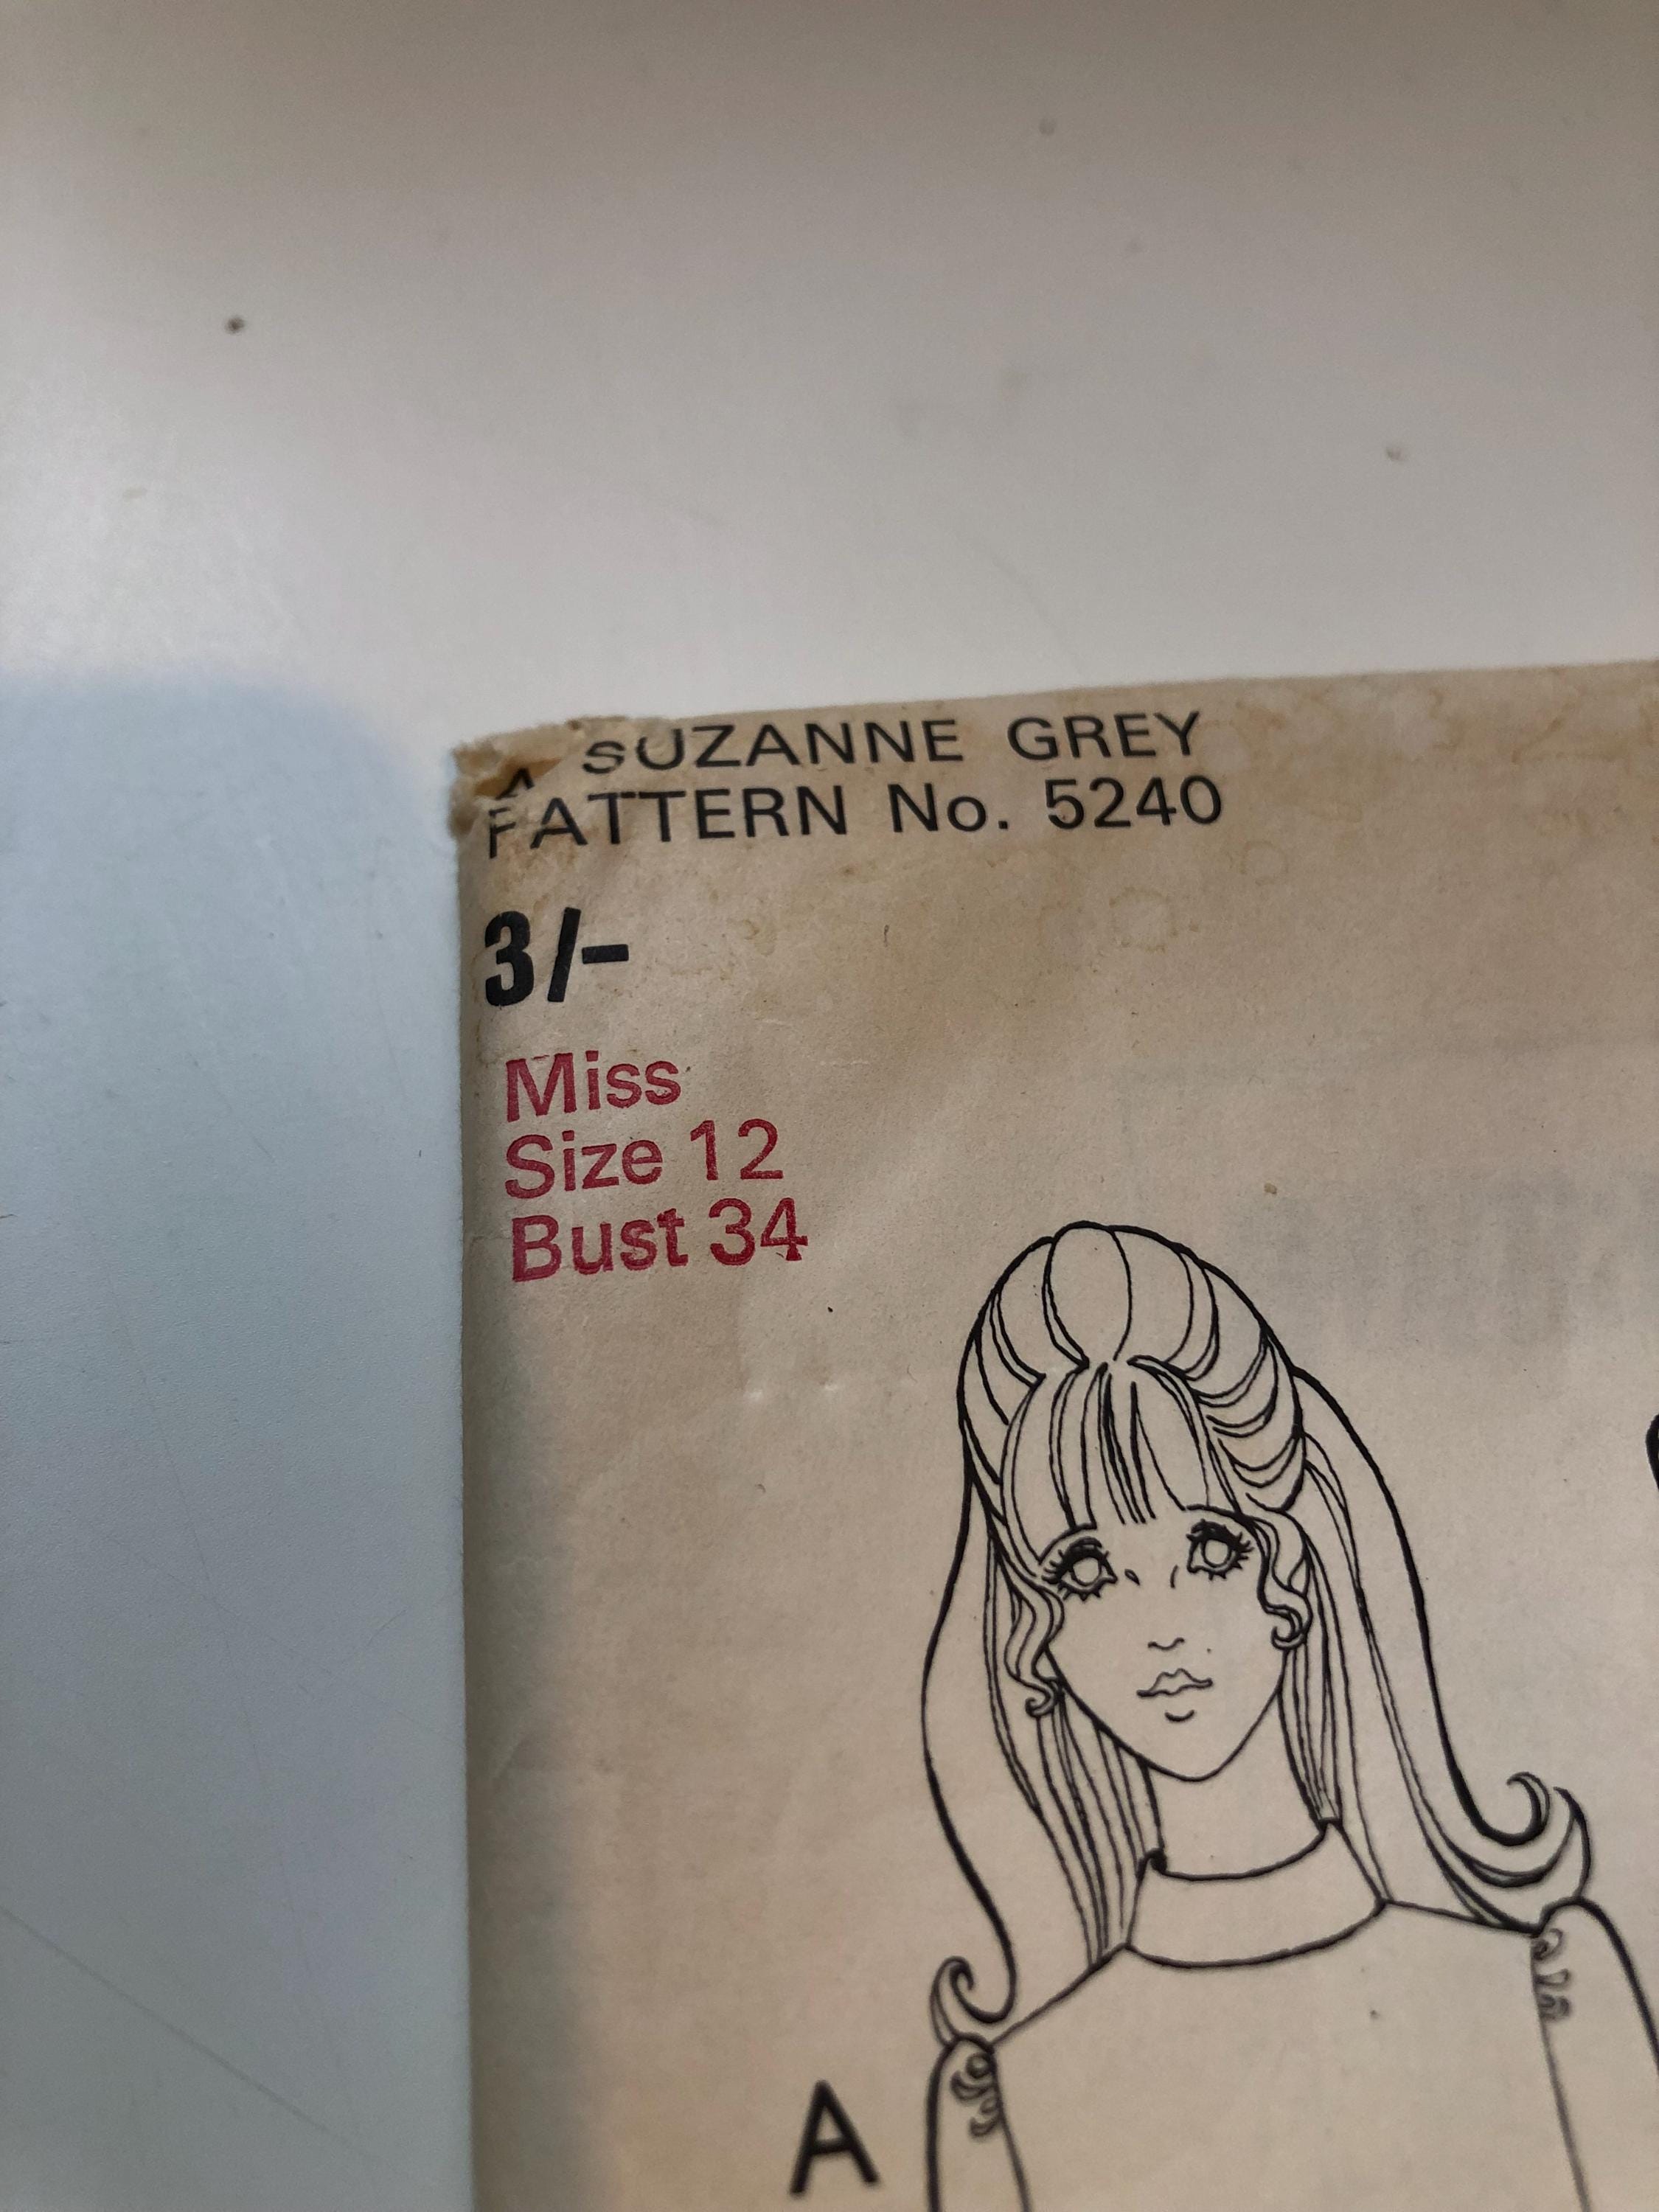 A SUZANNE GREY
PATTERN No. 5240
3/-
Miss
Size 12
Bust 34
A